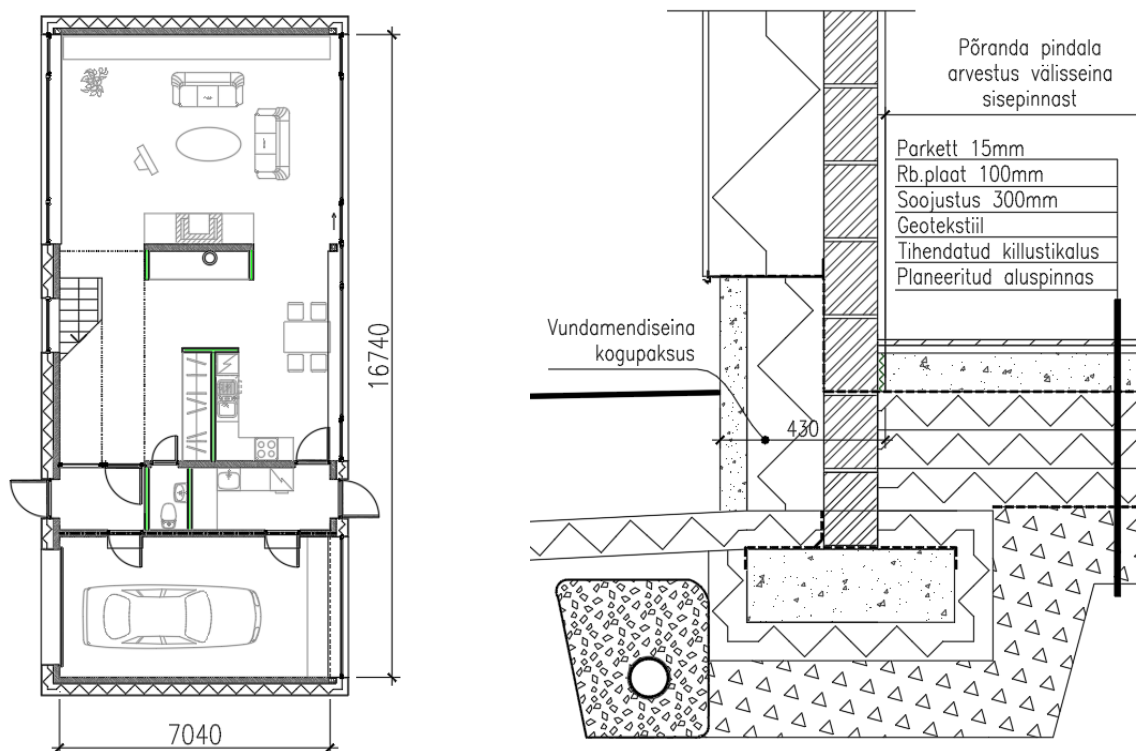 16740
7040
Põranda pindala
arvestus välisseina
sisepinnast
Parkett 15mm
Rb.plaat 100mm
Soojustus 300mm
Geotekstiil
Tihendatud killustikalus
Planeeritud aluspinnas
Vundamendiseina
kogupaksus
430